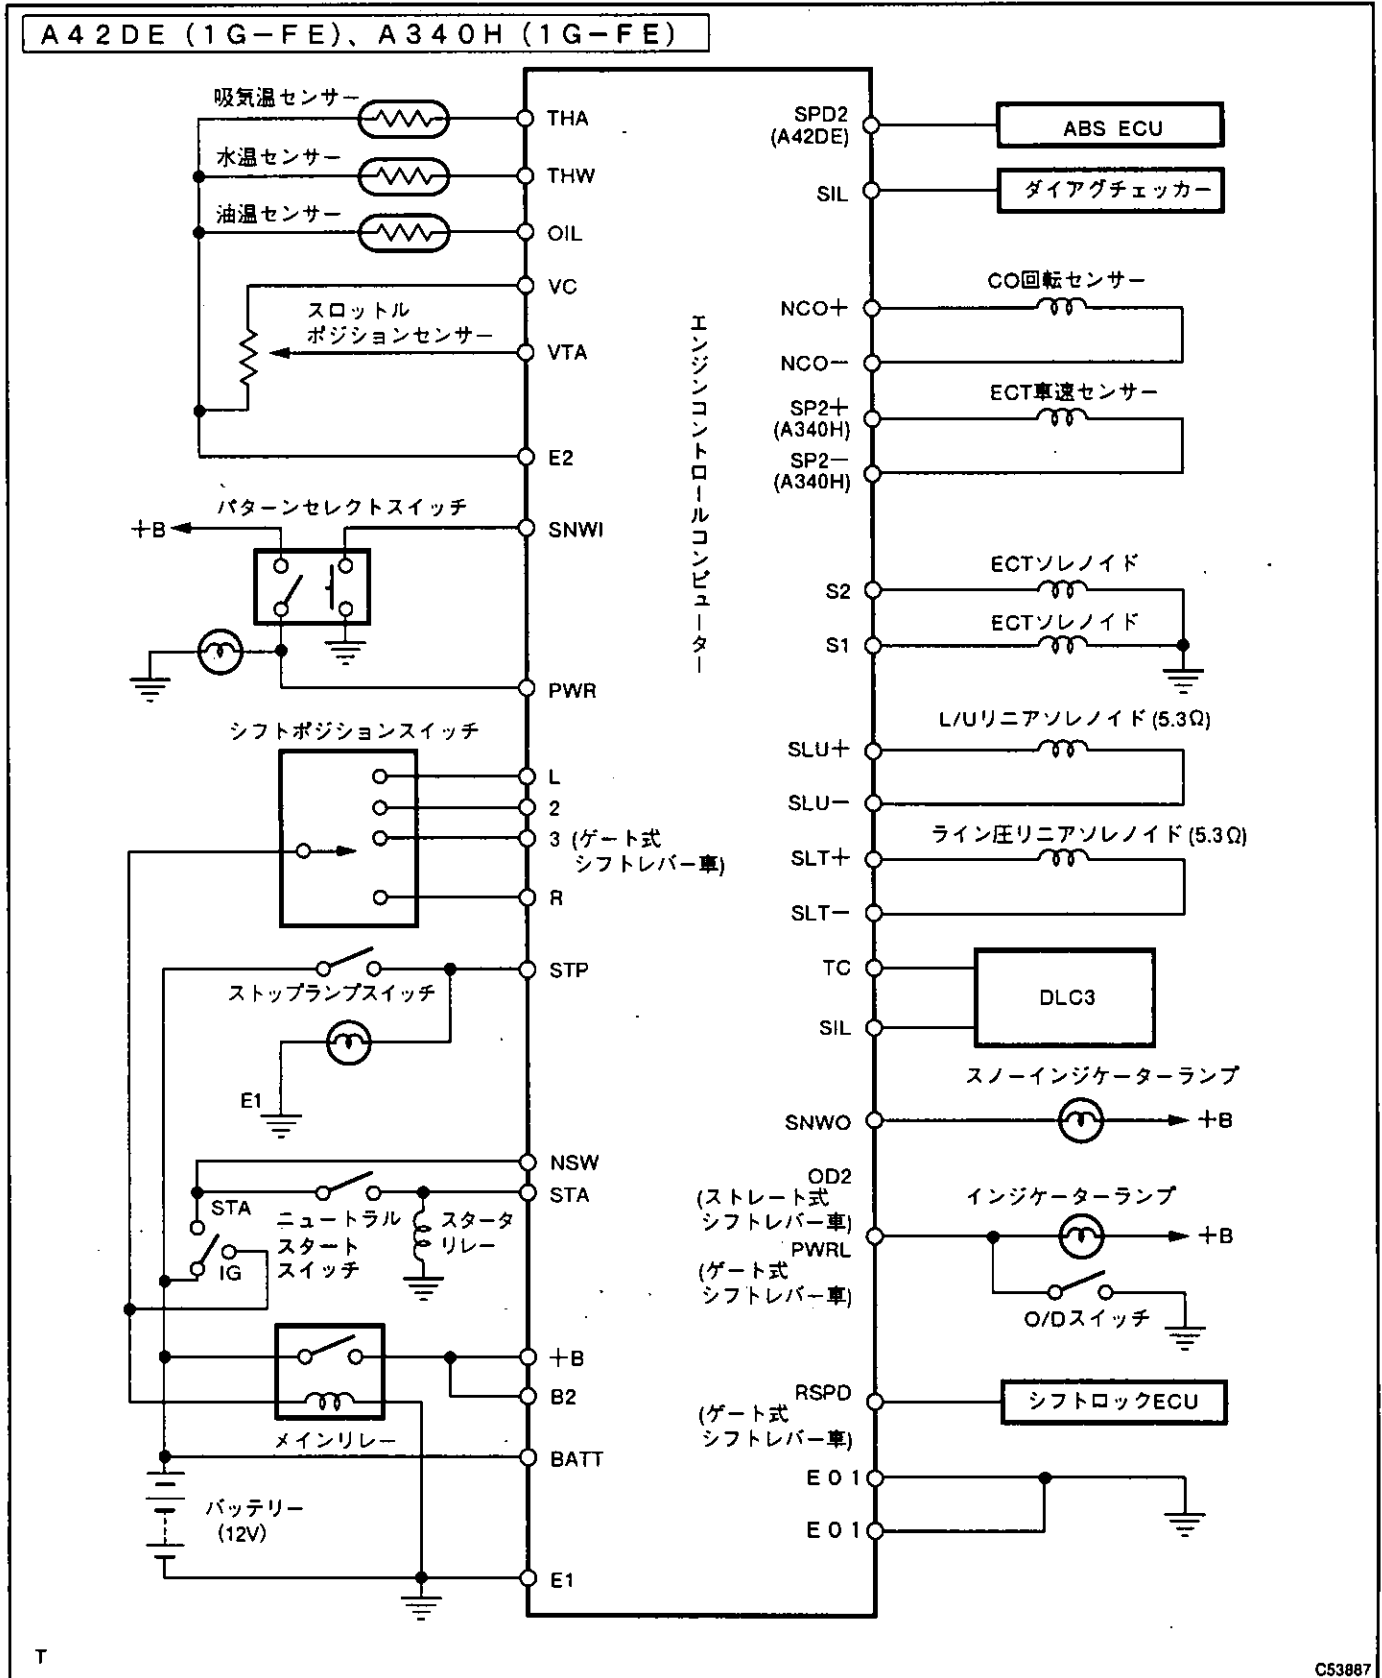 A42DE (1G-FE)、A340H (1G-FE)
吸気温センサー
THA
水温センサー
THW
油温センサー
OIL
VC
スロットル
ポジションセンサー
VTA
E2
パターンセレクトスイッチ
+B
SNWI
PWR
シフトポジションスイッチ
L
2
3 (ゲート式
シフトレバー車)
R
STP
ストップランプスイッチ
E1
NSW
STA
STA
IG
ニュートラル
スタート
スイッチ
スタータ
リレー
+B
B2
メインリレー
BATT
バッテリー
(12V)
E1
エンジンコントロールコンピューター
SPD2
(A42DE)
ABS ECU
SIL
ダイアグチェッカー
CO回転センサー
NCO+
NCO-
ECT車速センサー
SP2+
(A340H)
SP2-
(A340H)
ECTソレノイド
S2
ECTソレノイド
S1
L/Uリニアソレノイド(5.3Ω)
SLU+
SLU-
ライン圧リニアソレノイド(5.3Ω)
SLT+
SLT-
TC
DLC3
SIL
スノーインジケーターランプ
SNWO
+B
OD2
(ストレート式
シフトレバー車)
インジケーターランプ
+B
PWRL
(ゲート式
シフトレバー車)
O/Dスイッチ
RSPD
(ゲート式
シフトレバー車)
シフトロックECU
E01
E01
T
C53887